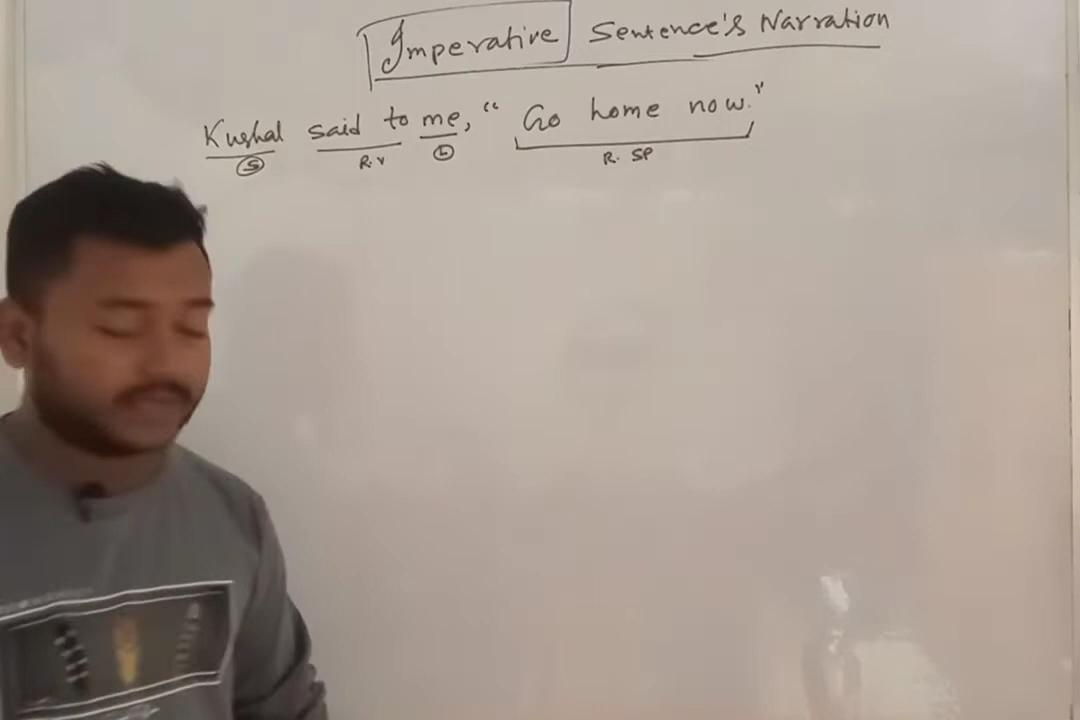 Imperative Sentence's Narration
Kushal said to me, “Go home now.”
S R.V L R. SP